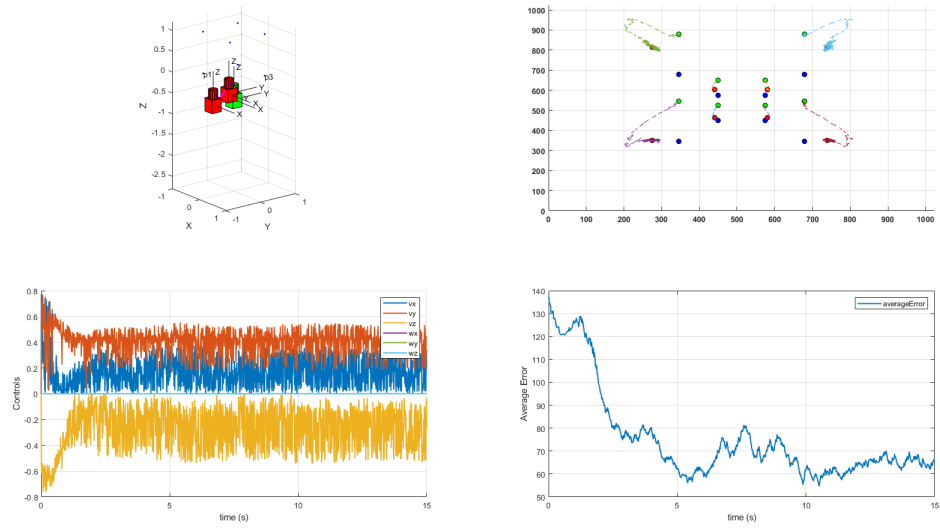 1
0.5
0
-0.5
-1
-1.5
-2
-2.5
Z
-1
0
1
X
-1
0
1
Y
p1
Z
Z
Z
p3
Y
Y
Y
X
X
X
X
1000
900
800
700
600
500
400
300
200
100
0
0 100 200 300 400 500 600 700 800 900 1000
0.8
0.6
0.4
0.2
0
-0.2
-0.4
-0.6
-0.8
Controls
0 5 10 15
time (s)
vx
vy
vz
wx
wy
wz
140
130
120
110
100
90
80
70
60
50
Average Error
0 5 10 15
time (s)
averageError